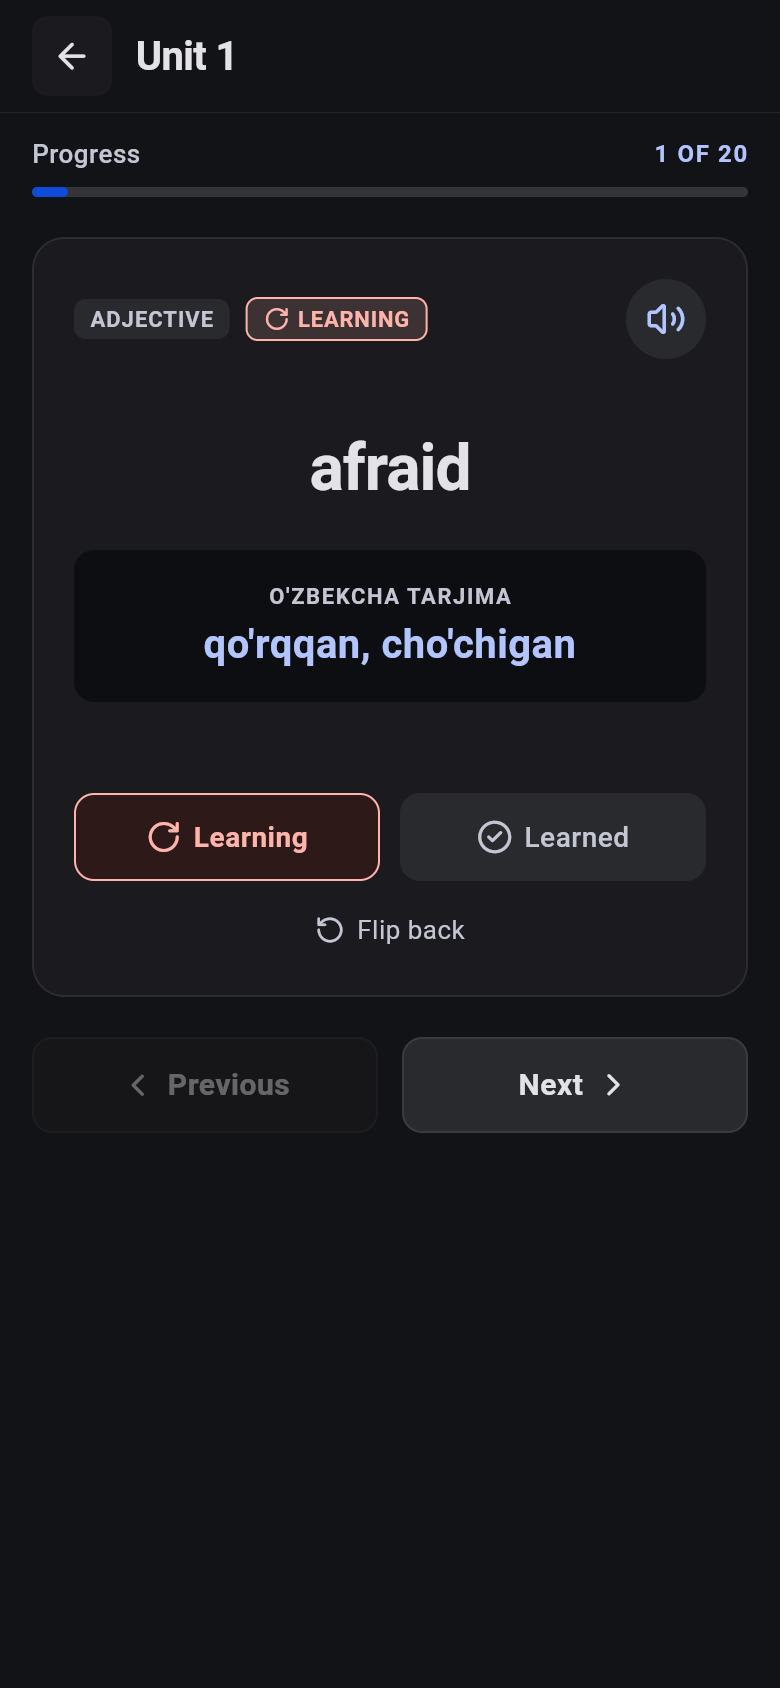 Unit 1
Progress
1 OF 20
ADJECTIVE
LEARNING
afraid
O'ZBEKCHA TARJIMA
qo'rqqan, cho'chigan
Learning
Learned
Flip back
Previous
Next